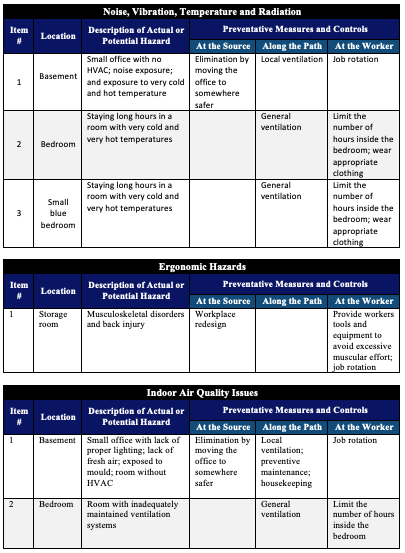 Noise, Vibration, Temperature and Radiation
Item # Location Description of Actual or Potential Hazard Preventative Measures and Controls
At the Source Along the Path At the Worker
1 Basement Small office with no HVAC; noise exposure; and exposure to very cold and hot temperature Elimination by moving the office to somewhere safer Local ventilation Job rotation
2 Bedroom Staying long hours in a room with very cold and very hot temperatures General ventilation Limit the number of hours inside the bedroom; wear appropriate clothing
3 Small blue bedroom Staying long hours in a room with very cold and very hot temperatures General ventilation Limit the number of hours inside the bedroom; wear appropriate clothing
Ergonomic Hazards
Item # Location Description of Actual or Potential Hazard Preventative Measures and Controls
At the Source Along the Path At the Worker
1 Storage room Musculoskeletal disorders and back injury Workplace redesign Provide workers tools and equipment to avoid excessive muscular effort; job rotation
Indoor Air Quality Issues
Item # Location Description of Actual or Potential Hazard Preventative Measures and Controls
At the Source Along the Path At the Worker
1 Basement Small office with lack of proper lighting; lack of fresh air; exposed to mould; room without HVAC Elimination by moving the office to somewhere safer Local ventilation; preventive maintenance; housekeeping Job rotation
2 Bedroom Room with inadequately maintained ventilation systems General ventilation Limit the number of hours inside the bedroom